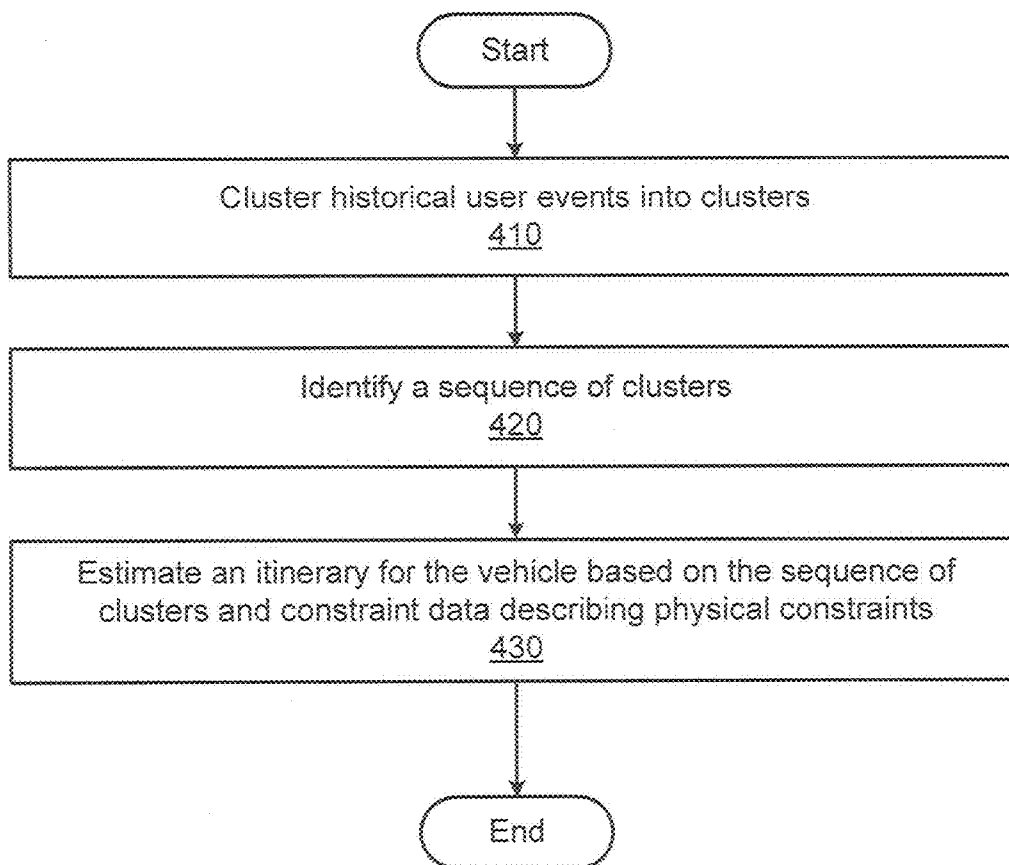 Start
Cluster historical user events into clusters
410
Identify a sequence of clusters
420
Estimate an itinerary for the vehicle based on the sequence of
clusters and constraint data describing physical constraints
430
End